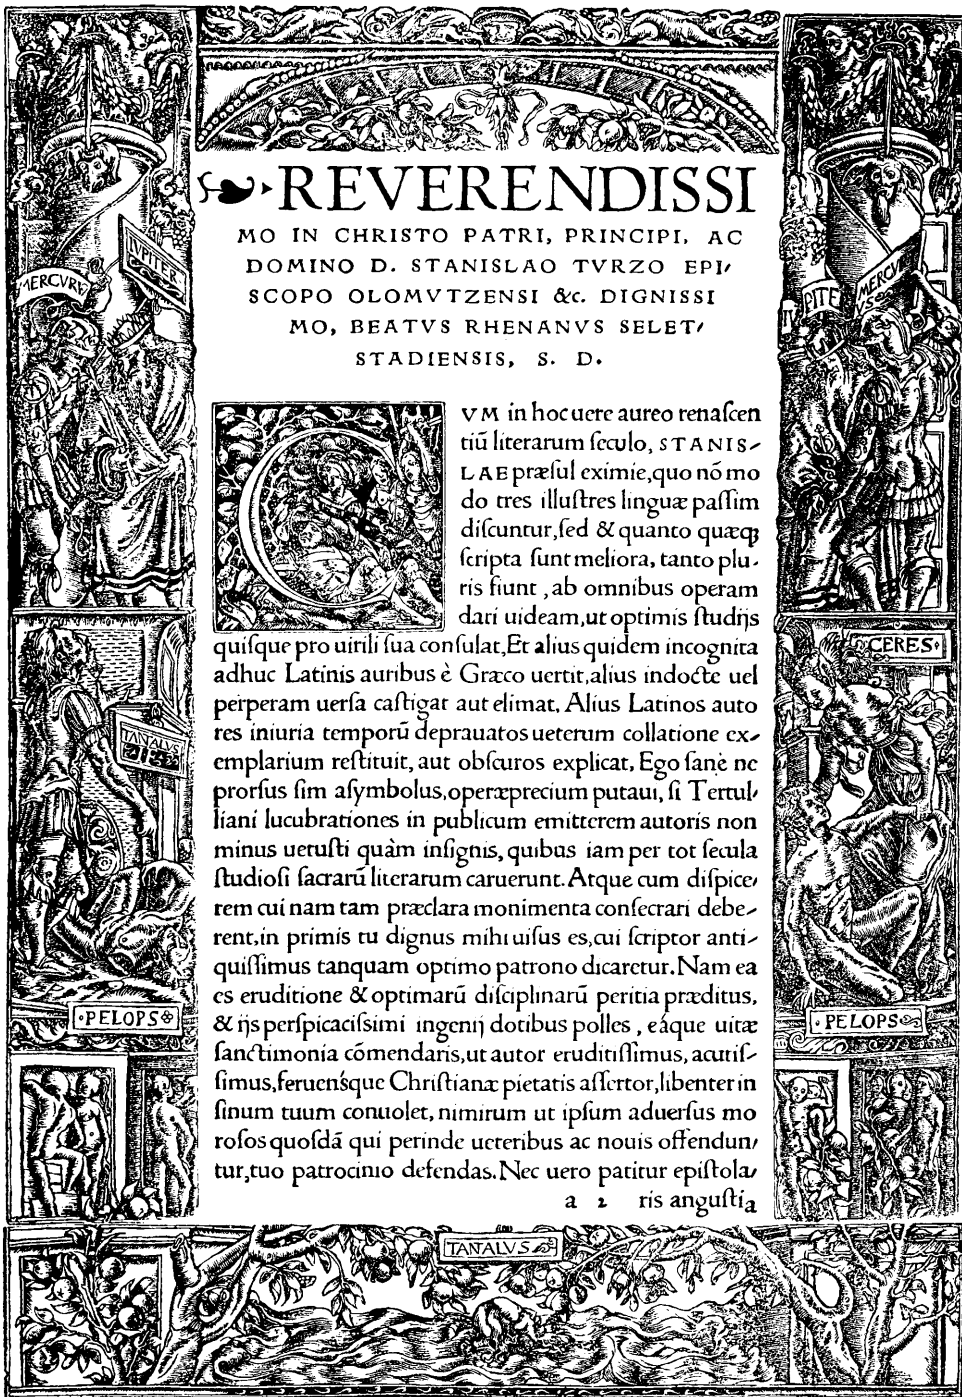 REVERENDISSI
MO IN CHRISTO PATRI, PRINCIPI, AC
DOMINO D. STANISLAO TVRZO EPI⸗
SCOPO OLOMVTZENSI &c. DIGNISSI
MO, BEATVS RHENANVS SELET⸗
STADIENSIS, S. D.
CVM in hoc uere aureo renaſcen
tiū literarum ſeculo, STANIS⸗
LAE præſul eximie, quo nō mo
do tres illuſtres linguæ paſſim
diſcuntur, ſed & quanto quæqꝫ
ſcripta ſunt meliora, tanto plu⸗
ris fiunt, ab omnibus operam
dari uideam, ut optimis ſtudijs
quiſque pro uirili ſua conſulat, Et alius quidem incognita
adhuc Latinis auribus è Græco uertit, alius indocte uel
perperam uerſa caſtigat aut elimat. Alius Latinos auto
res iniuria temporū deprauatos ueterum collatione ex⸗
emplarium reſtituit, aut obſcuros explicat, Ego ſanè ne
prorſus ſim aſymbolus, operæprecium putaui, ſi Tertul⸗
liani lucubrationes in publicum emitterem autoris non
minus uetuſti quàm inſignis, quibus iam per tot ſecula
ſtudioſi ſacrarū literarum caruerunt. Atque cum diſpice⸗
rem cui nam tam præclara monimenta conſecrari debe⸗
rent, in primis tu dignus mihi uiſus es, cui ſcriptor anti⸗
quiſſimus tanquam optimo patrono dicaretur. Nam ea
es eruditione & optimarū diſciplinarū peritia præditus,
& ijs perſpicaciſsimi ingenij dotibus polles, eáque uitæ
ſanctimonia cōmendaris, ut autor eruditiſſimus, acutiſ⸗
ſimus, feruenſque Chriſtianæ pietatis aſſertor, libenter in
ſinum tuum conuolet, nimirum ut ipſum aduerſus mo
roſos quoſdā qui perinde ueteribus ac nouis offendun⸗
tur, tuo patrocinio defendas. Nec uero patitur epiſtola⸗
a 2 ris anguſtia
IVPITER
MERCVRV
MERCVRV
PITER
TANTALVS
CERES
PELOPS
PELOPS
TANALVS